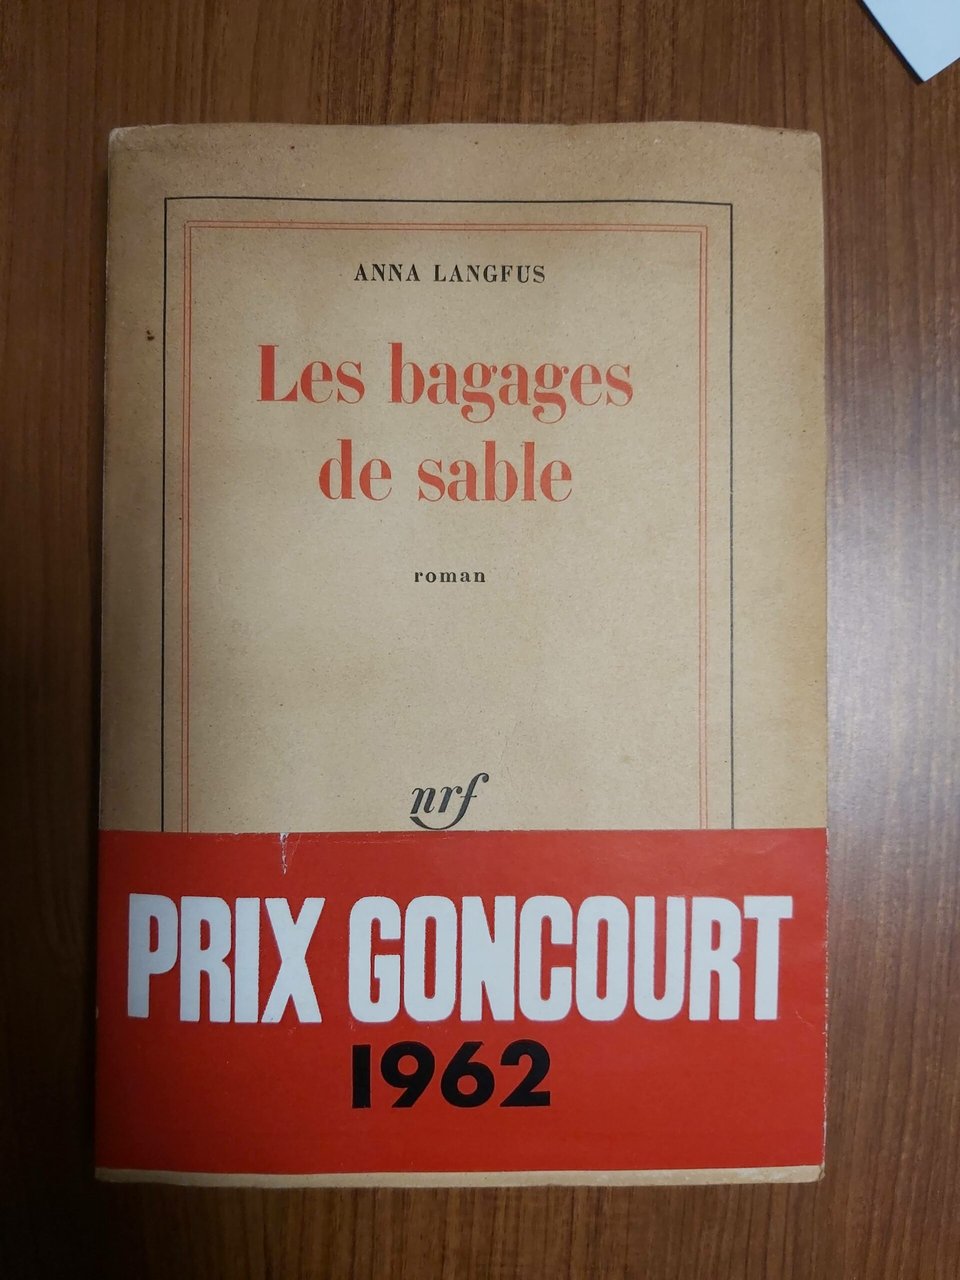 ANNA LANGFUS
Les bagages
de sable
roman
nrf
PRIX GONCOURT
1962